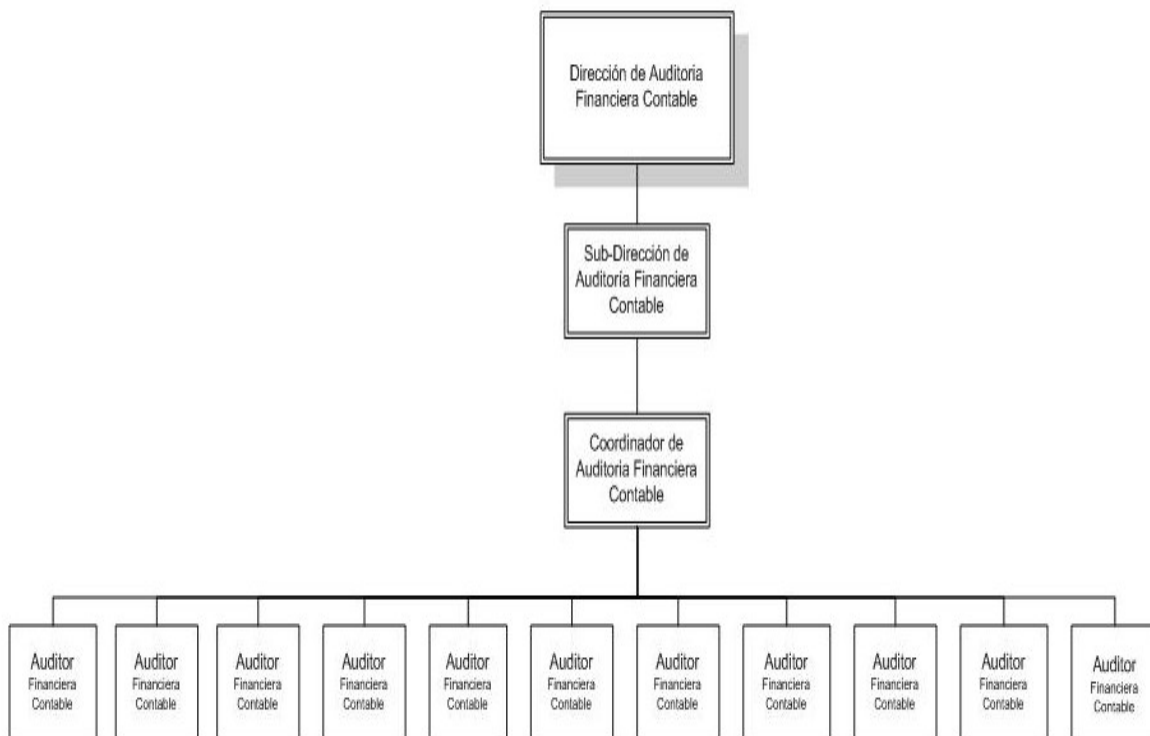 Dirección de Auditoria
Financiera Contable
Sub-Dirección de
Auditoría Financiera
Contable
Coordinador de
Auditoria Financiera
Contable
Auditor
Financiera
Contable
Auditor
Financiera
Contable
Auditor
Financiera
Contable
Auditor
Financiera
Contable
Auditor
Financiera
Contable
Auditor
Financiera
Contable
Auditor
Financiera
Contable
Auditor
Financiera
Contable
Auditor
Financiera
Contable
Auditor
Financiera
Contable
Auditor
Financiera
Contable